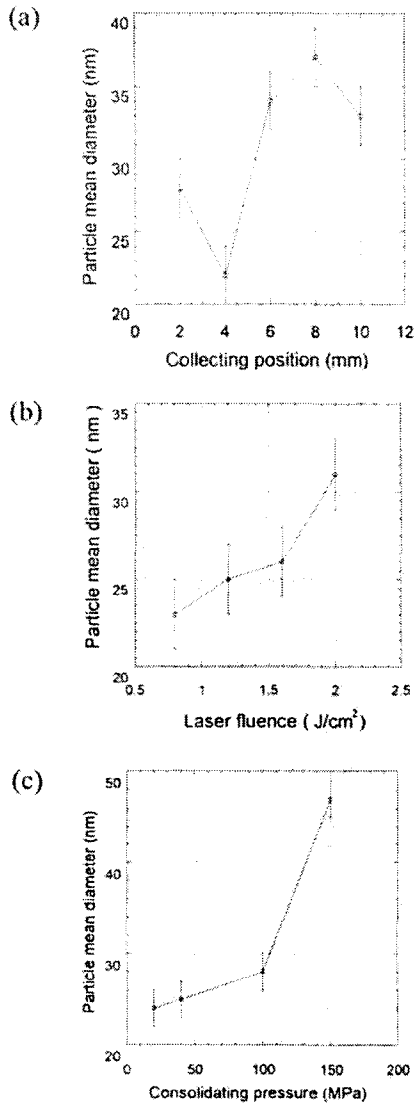 (a)
Particle mean diameter (nm)
40
35
30
25
20
0 2 4 6 8 10 12
Collecting position (mm)
(b)
Particle mean diameter ( nm )
35
30
25
20
0.5 1 1.5 2 2.5
Laser fluence ( J/cm²)
(c)
Particle mean diameter (nm)
50
40
30
20
0 50 100 150 200
Consolidating pressure (MPa)